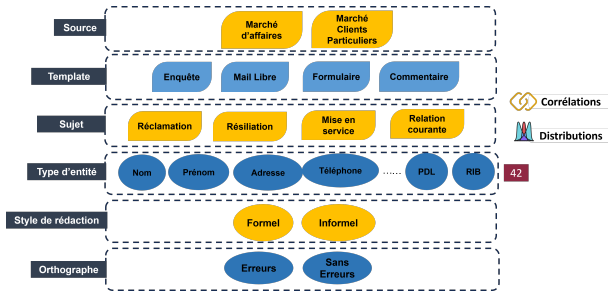 Source
Marché
d'affaires
Marché
Clients
Particuliers
Template
Enquête
Mail Libre
Formulaire
Commentaire
Sujet
Réclamation
Résiliation
Mise en
service
Relation
courante
Corrélations
Distributions
Type d'entité
Nom
Prénom
Adresse
Téléphone
......
PDL
RIB
42
Style de rédaction
Formel
Informel
Orthographe
Erreurs
Sans
Erreurs